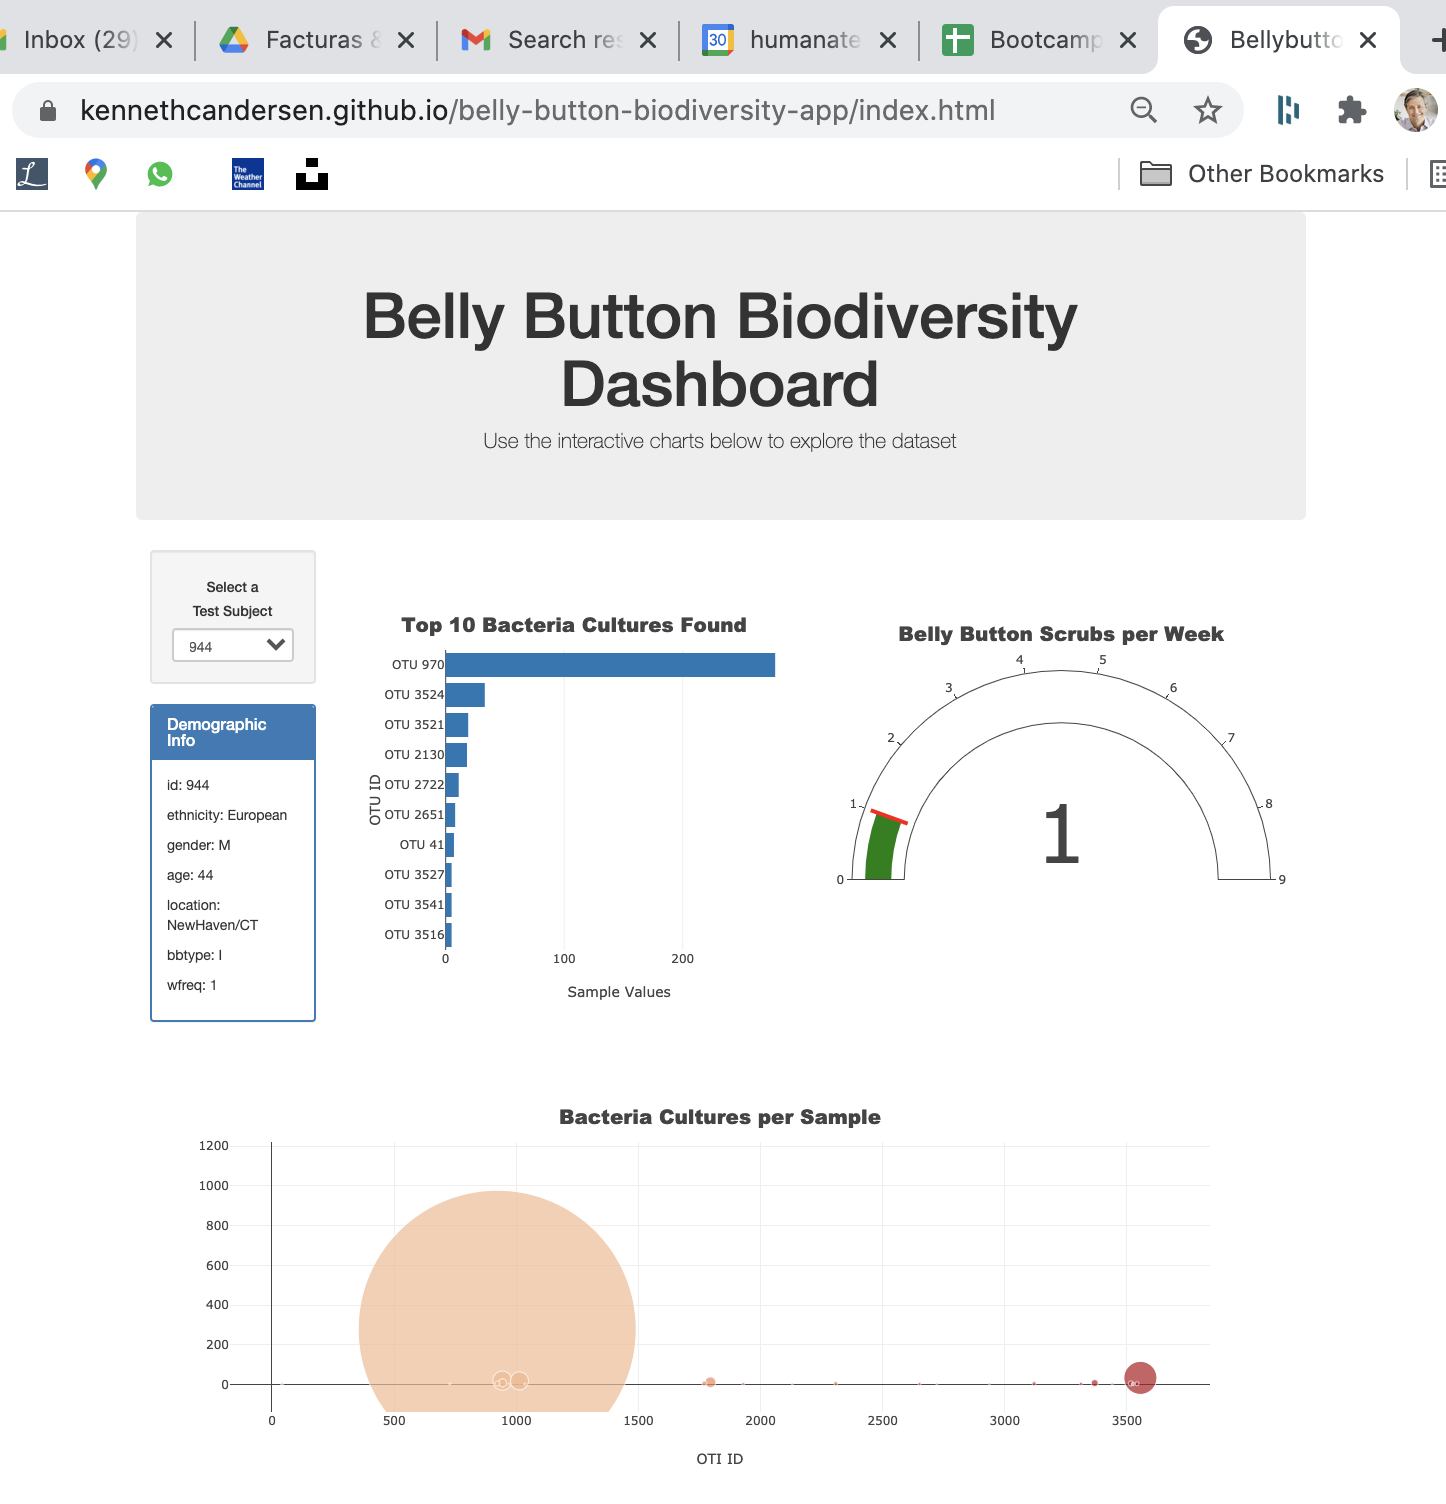 Inbox (29)
Facturas &
Search res
30
humanate
Bootcamp
Bellybutto
kennethcandersen.github.io/belly-button-biodiversity-app/index.html
L
The
Weather
Channel
Other Bookmarks
Belly Button Biodiversity
Dashboard
Use the interactive charts below to explore the dataset
Select a
Test Subject
944
Demographic
Info
id: 944
ethnicity: European
gender: M
age: 44
location:
NewHaven/CT
bbtype: I
wfreq: 1
Top 10 Bacteria Cultures Found
OTU ID
OTU 970
OTU 3524
OTU 3521
OTU 2130
OTU 2722
OTU 2651
OTU 41
OTU 3527
OTU 3541
OTU 3516
0 100 200
Sample Values
Belly Button Scrubs per Week
0
1
2
3
4
5
6
7
8
9
1
Bacteria Cultures per Sample
1200
1000
800
600
400
200
0
0 500 1000 1500 2000 2500 3000 3500
OTI ID